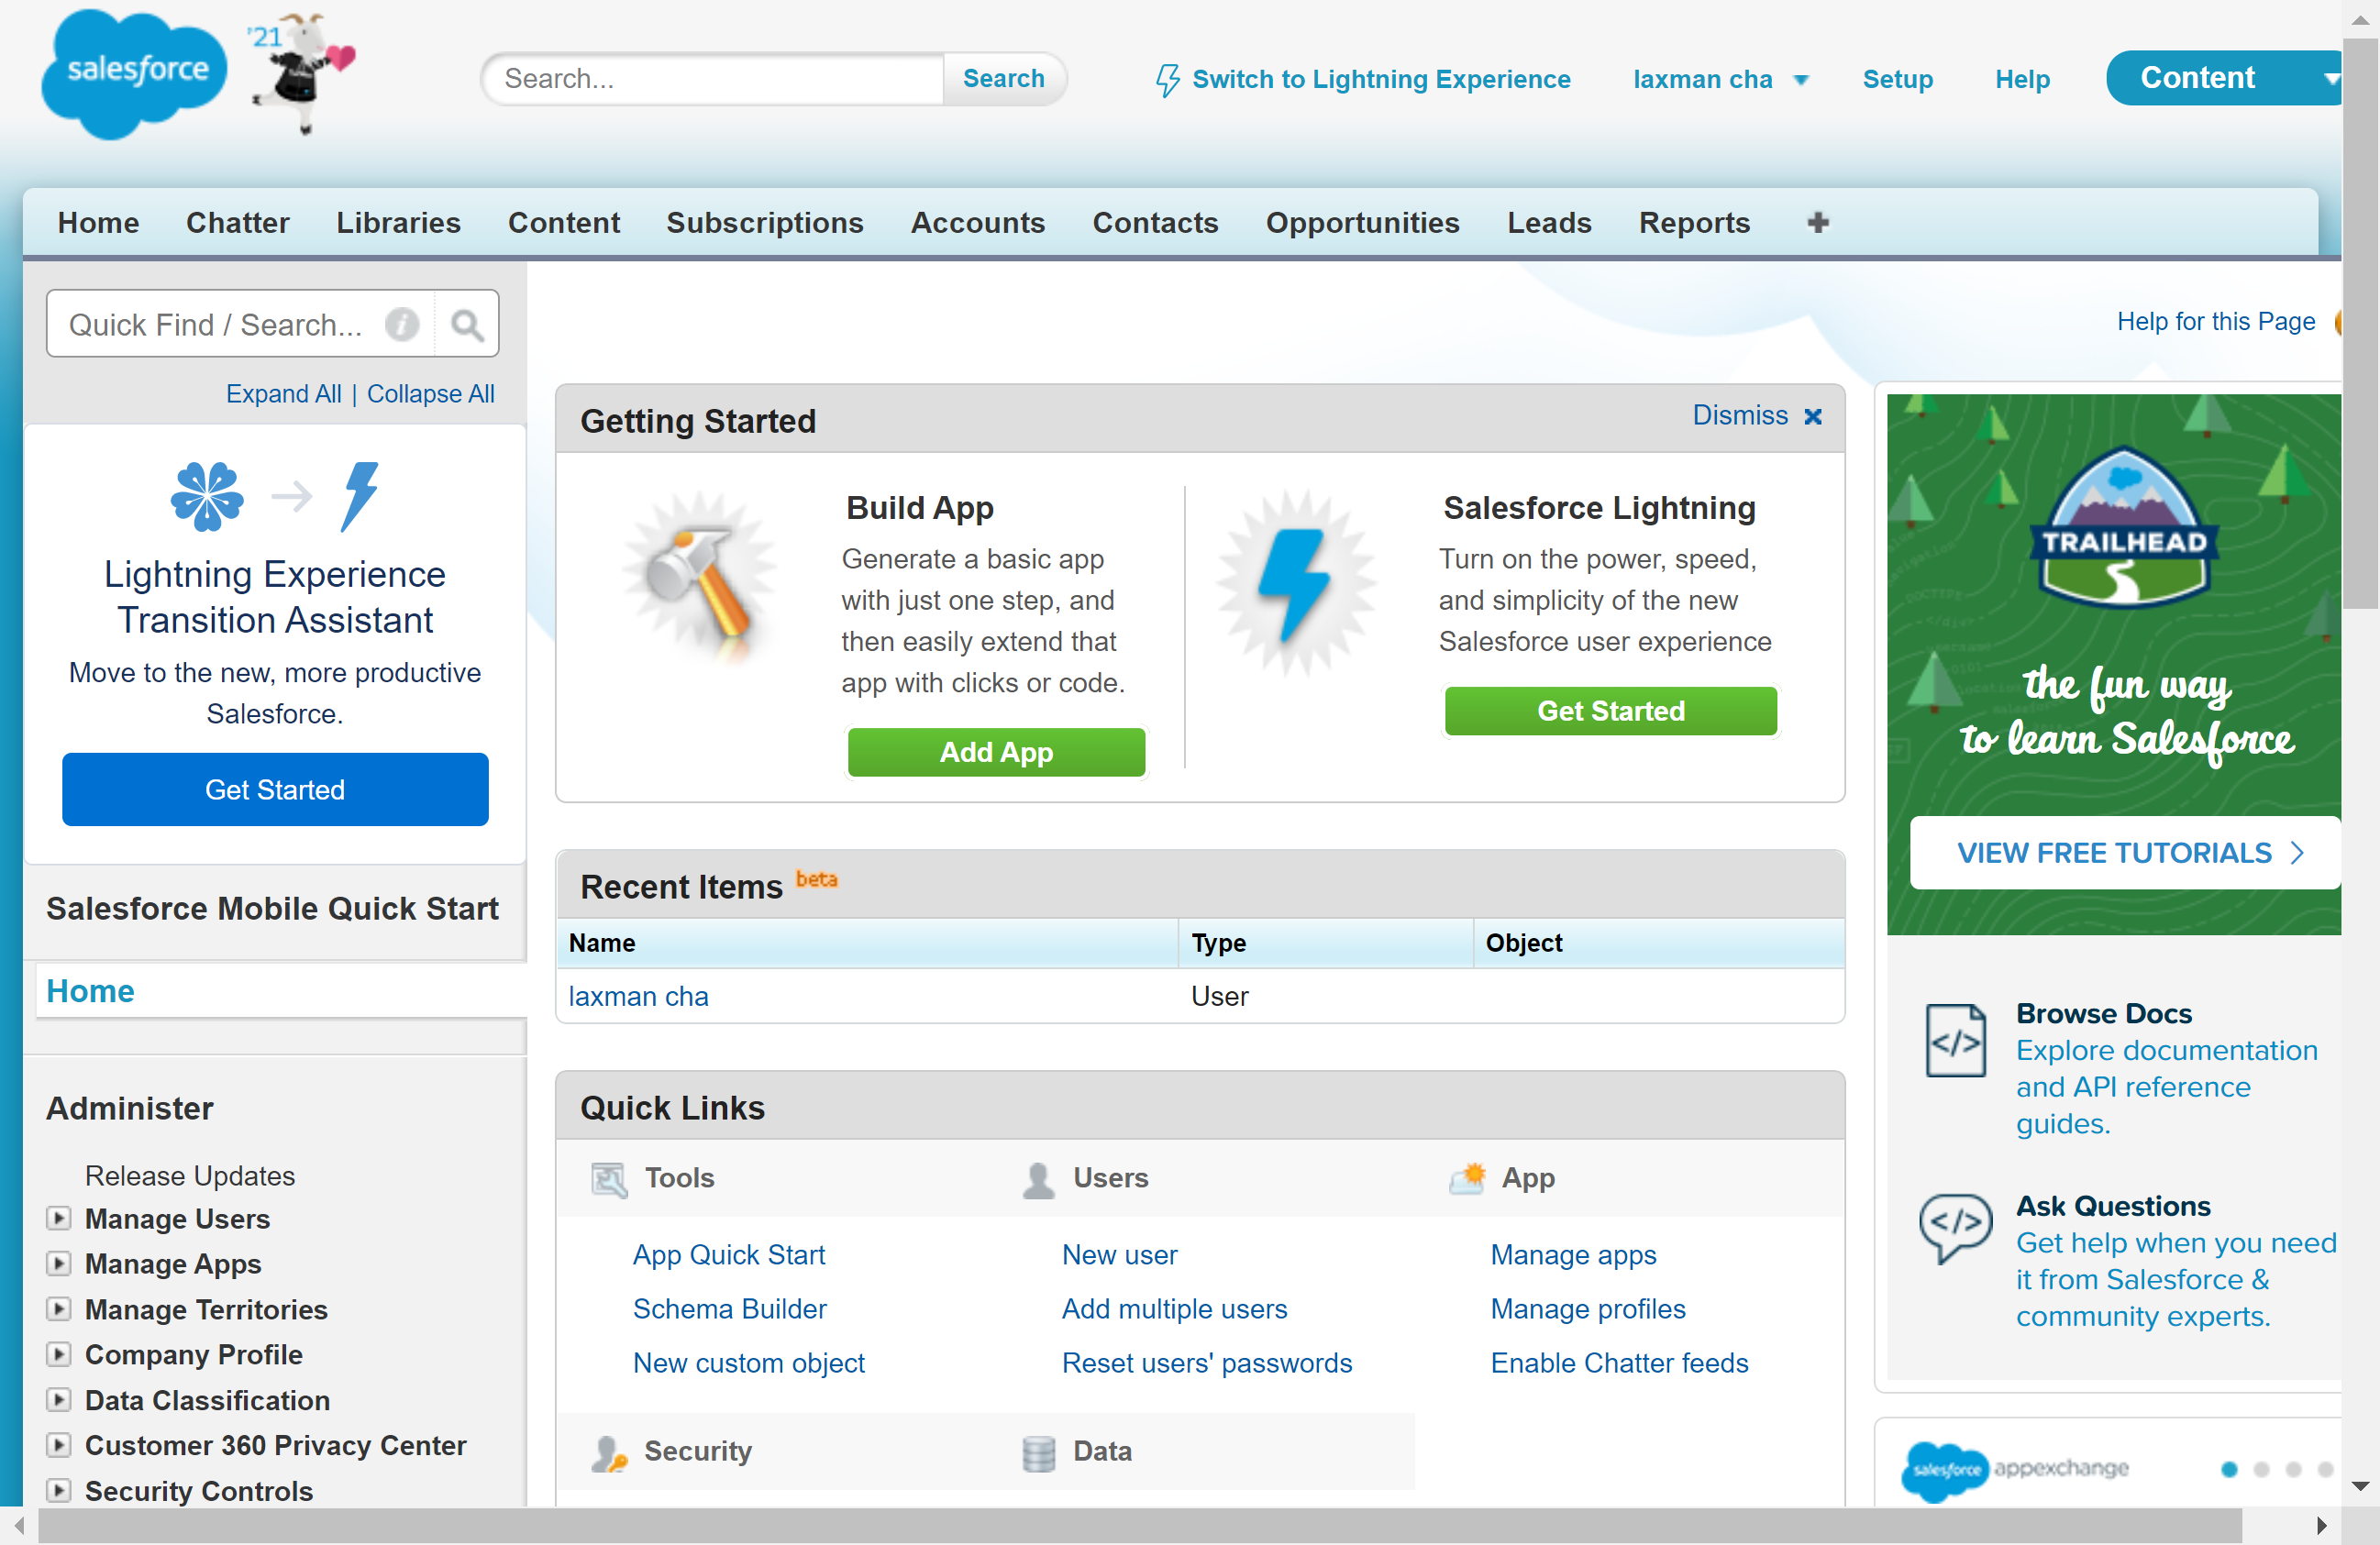 salesforce
'21
Search...
Search
Switch to Lightning Experience
laxman cha
Setup
Help
Content
Home
Chatter
Libraries
Content
Subscriptions
Accounts
Contacts
Opportunities
Leads
Reports
Quick Find / Search...
Expand All | Collapse All
Lightning Experience
Transition Assistant
Move to the new, more productive
Salesforce.
Get Started
Salesforce Mobile Quick Start
Home
Administer
Release Updates
Manage Users
Manage Apps
Manage Territories
Company Profile
Data Classification
Customer 360 Privacy Center
Security Controls
Help for this Page
Getting Started
Dismiss
Build App
Generate a basic app
with just one step, and
then easily extend that
app with clicks or code.
Add App
Salesforce Lightning
Turn on the power, speed,
and simplicity of the new
Salesforce user experience
Get Started
Recent Items beta
Name
Type
Object
laxman cha
User
Quick Links
Tools
Users
App
App Quick Start
New user
Manage apps
Schema Builder
Add multiple users
Manage profiles
New custom object
Reset users' passwords
Enable Chatter feeds
Security
Data
TRAILHEAD
the fun way
to learn Salesforce
VIEW FREE TUTORIALS
Browse Docs
Explore documentation
and API reference
guides.
Ask Questions
Get help when you need
it from Salesforce &
community experts.
salesforce appexchange